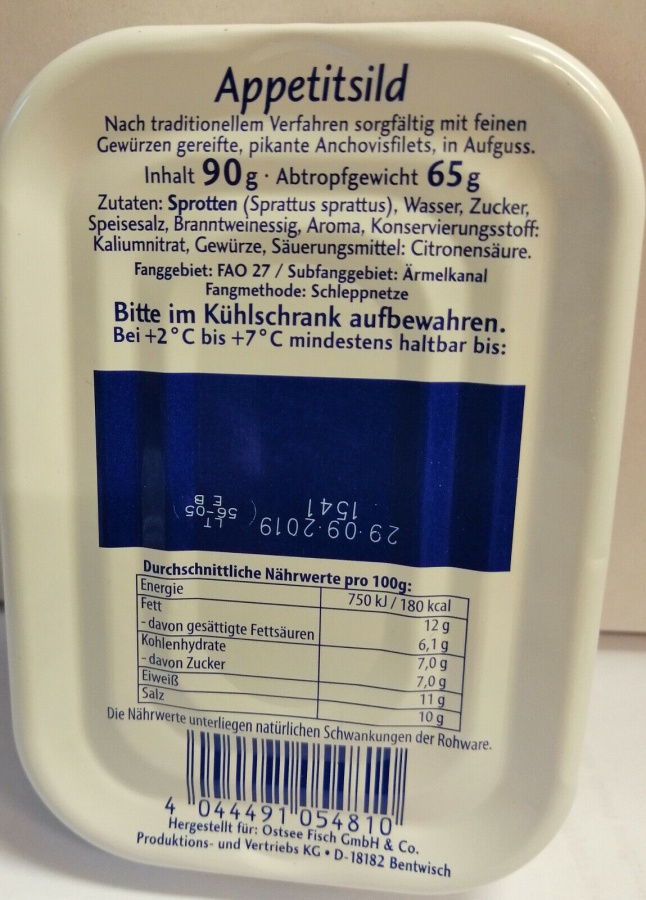 Appetitsild
Nach traditionellem Verfahren sorgfältig mit feinen
Gewürzen gereifte, pikante Anchovisfilets, in Aufguss.
Inhalt 90g · Abtropfgewicht 65g
Zutaten: Sprotten (Sprattus sprattus), Wasser, Zucker,
Speisesalz, Branntweinessig, Aroma, Konservierungsstoff:
Kaliumnitrat, Gewürze, Säuerungsmittel: Citronensäure.
Fanggebiet: FAO 27 / Subfanggebiet: Ärmelkanal
Fangmethode: Schleppnetze
Bitte im Kühlschrank aufbewahren.
Bei +2°C bis +7°C mindestens haltbar bis:
29·09·2019 ( LT 56-05 E B )
1541
Durchschnittliche Nährwerte pro 100g:
Energie 750 kJ / 180 kcal
Fett 12 g
- davon gesättigte Fettsäuren 6,1 g
Kohlenhydrate 7,0 g
- davon Zucker 7,0 g
Eiweiß 11 g
Salz 10 g
Die Nährwerte unterliegen natürlichen Schwankungen der Rohware.
4 044491 054810
Hergestellt für: Ostsee Fisch GmbH & Co.
Produktions- und Vertriebs KG • D-18182 Bentwisch